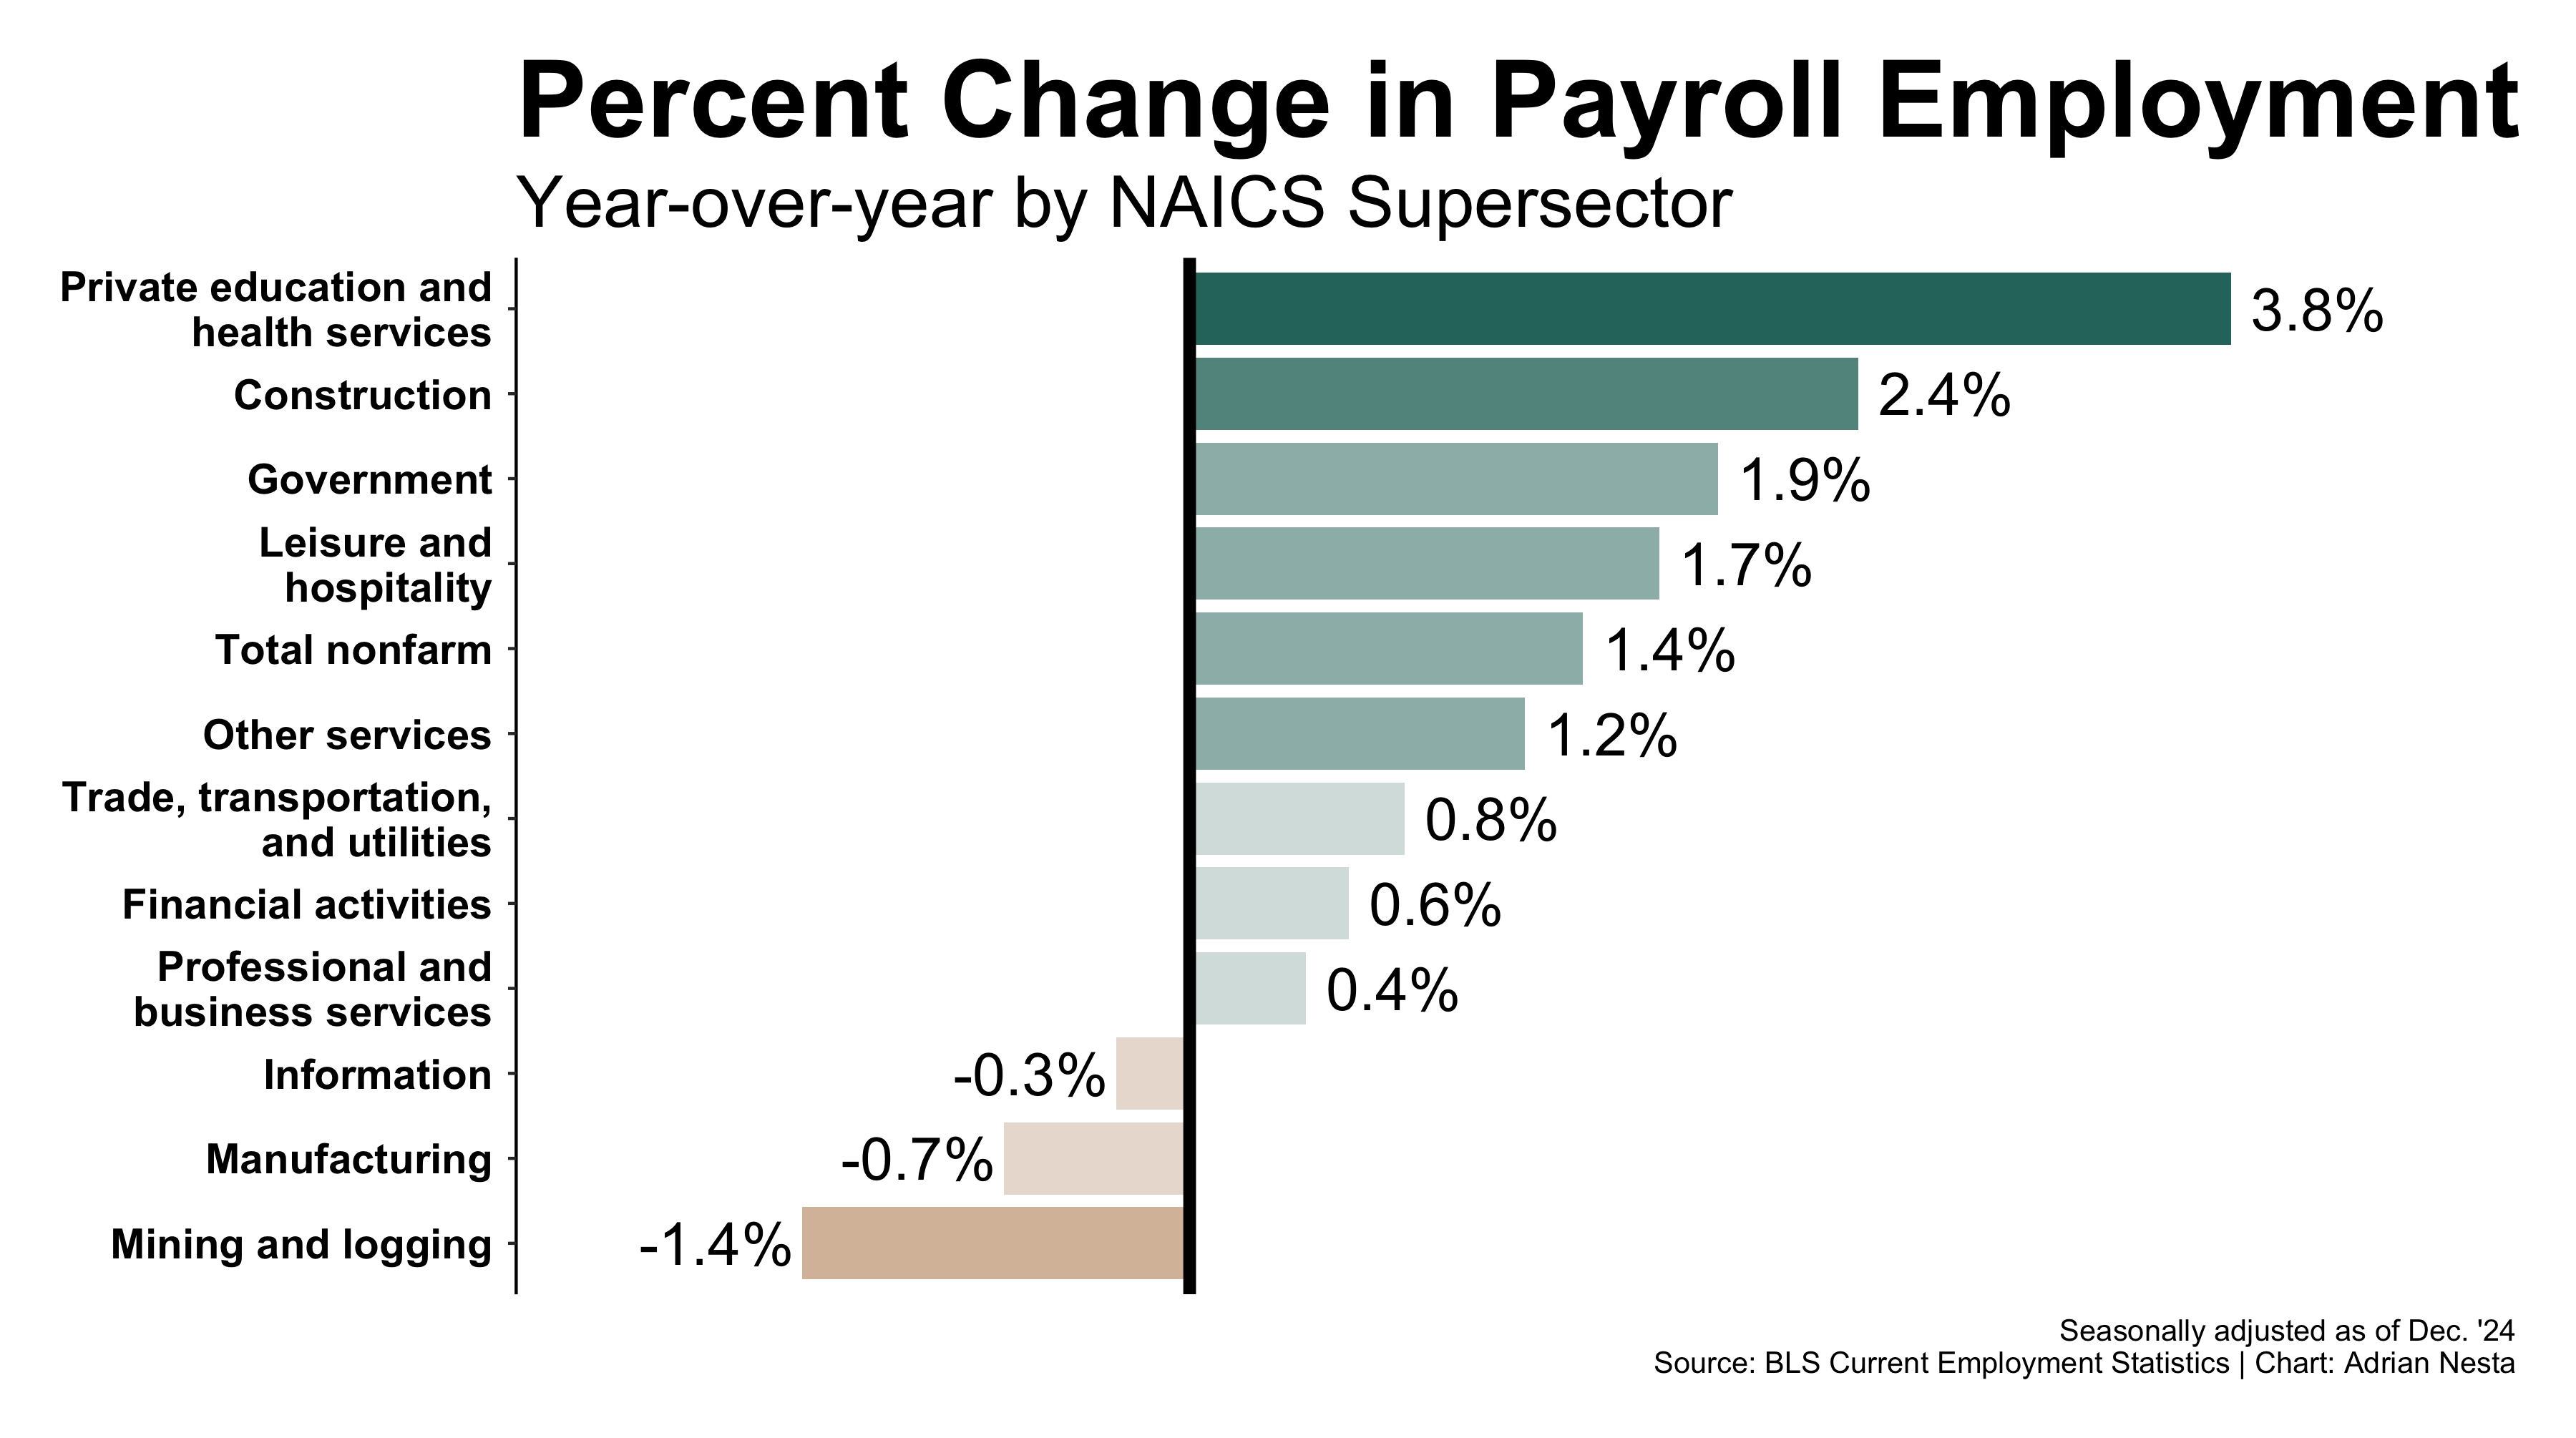 Percent Change in Payroll Employment
Year-over-year by NAICS Supersector
Private education and
health services
3.8%
Construction
2.4%
Government
1.9%
Leisure and
hospitality
1.7%
Total nonfarm
1.4%
Other services
1.2%
Trade, transportation,
and utilities
0.8%
Financial activities
0.6%
Professional and
business services
0.4%
Information
-0.3%
Manufacturing
-0.7%
Mining and logging
-1.4%
Seasonally adjusted as of Dec. '24
Source: BLS Current Employment Statistics | Chart: Adrian Nesta